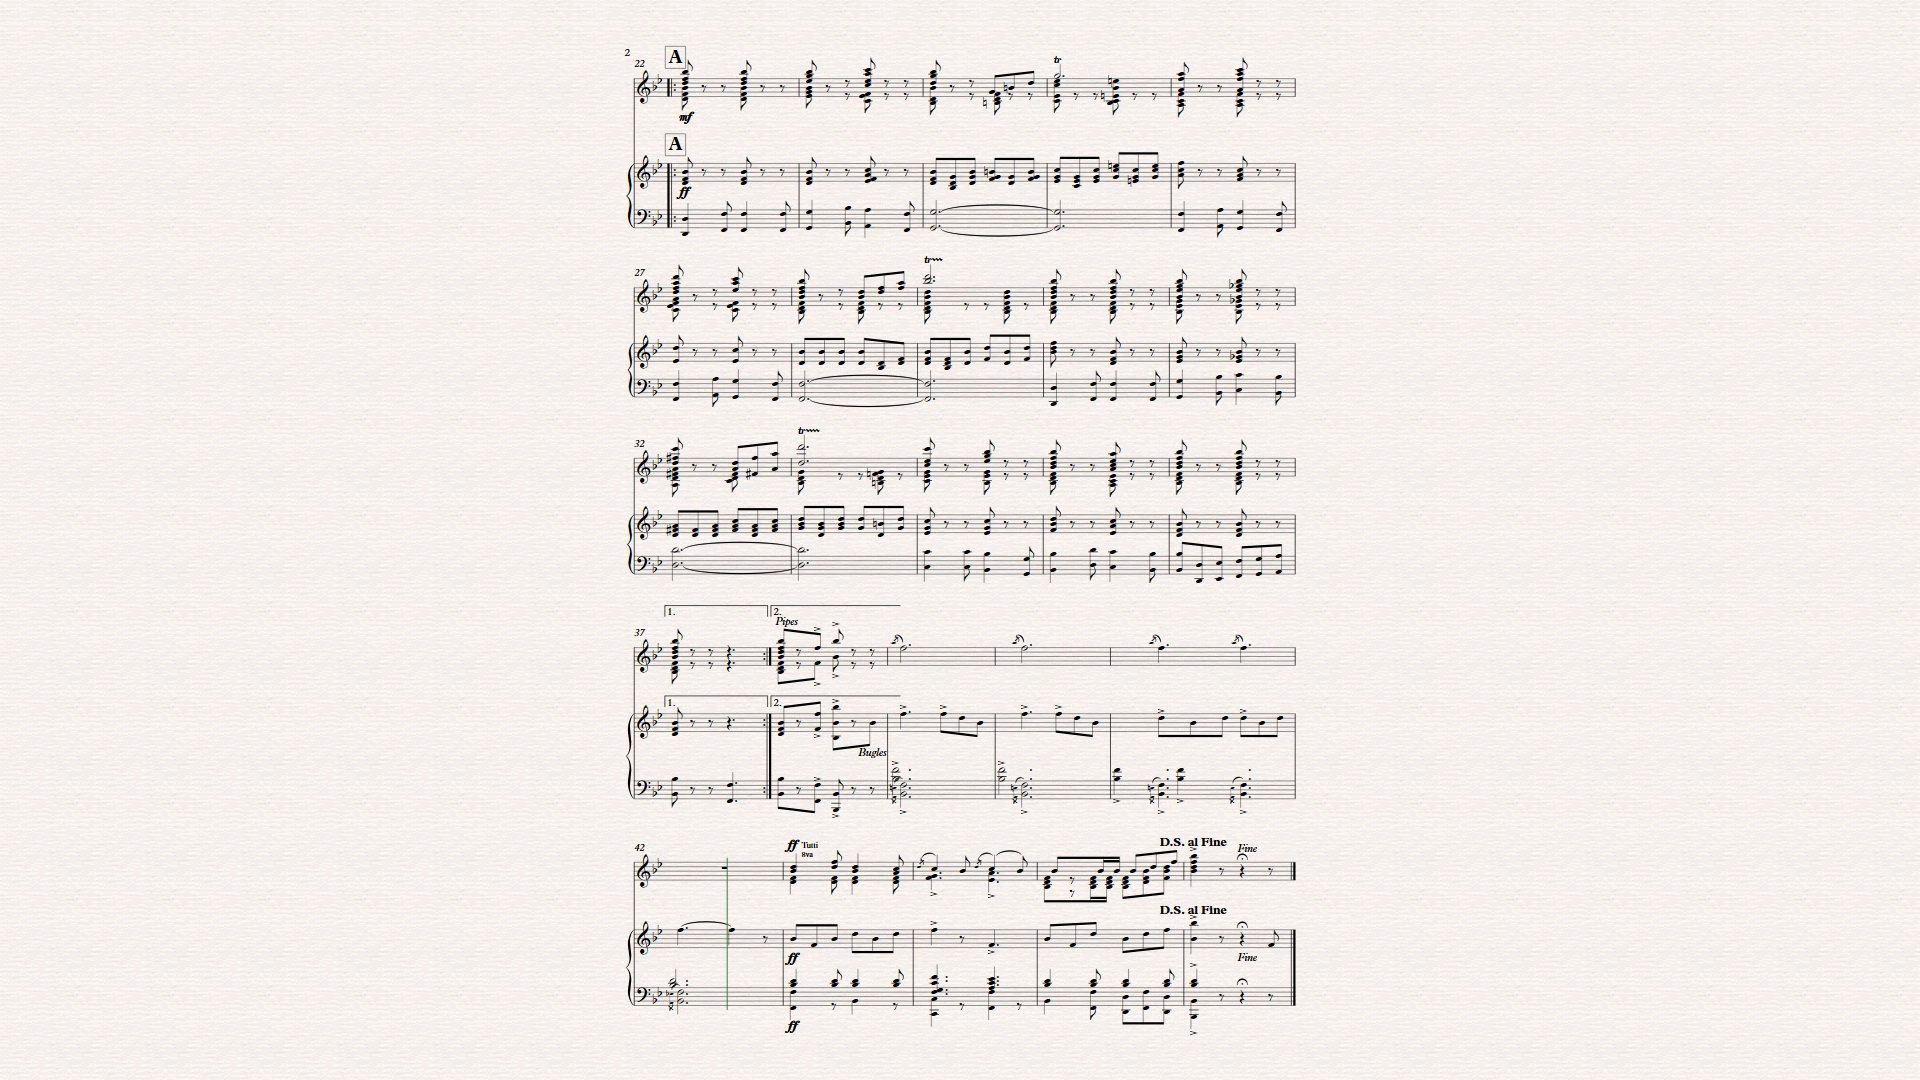 2
22
A
tr
mf
A
ff
27
tr
32
tr
1.
2.
Pipes
37
1.
2.
Bugles
D.S. al Fine
42
ff Tutti
8va
Fine
D.S. al Fine
ff
Fine
ff